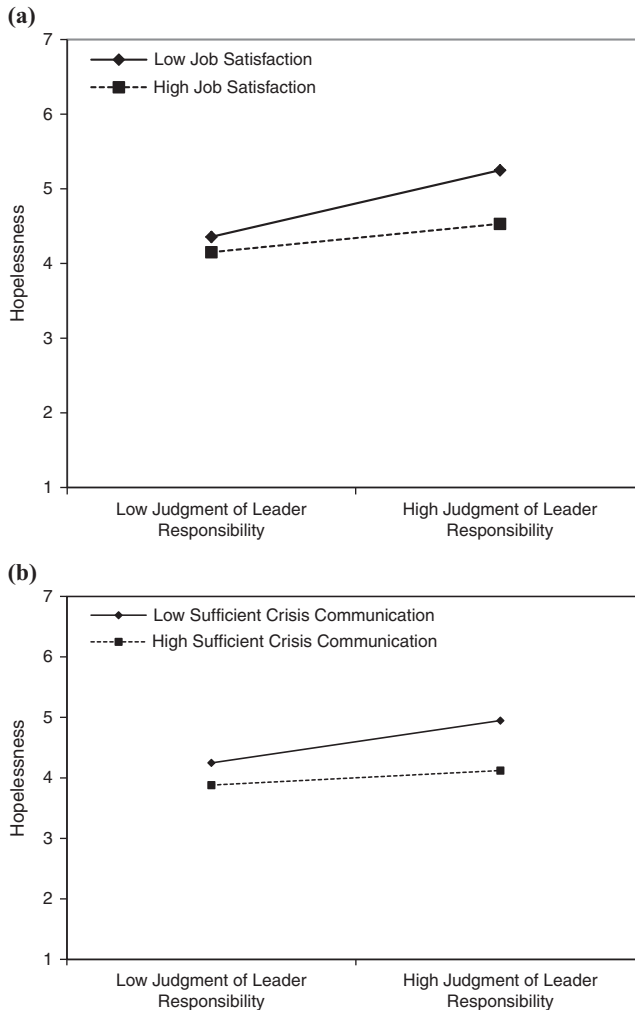 (a)
7
Low Job Satisfaction
High Job Satisfaction
6
5
4
3
2
1
Hopelessness
Low Judgment of Leader
Responsibility
High Judgment of Leader
Responsibility
(b)
7
Low Sufficient Crisis Communication
High Sufficient Crisis Communication
6
5
4
3
2
1
Hopelessness
Low Judgment of Leader
Responsibility
High Judgment of Leader
Responsibility